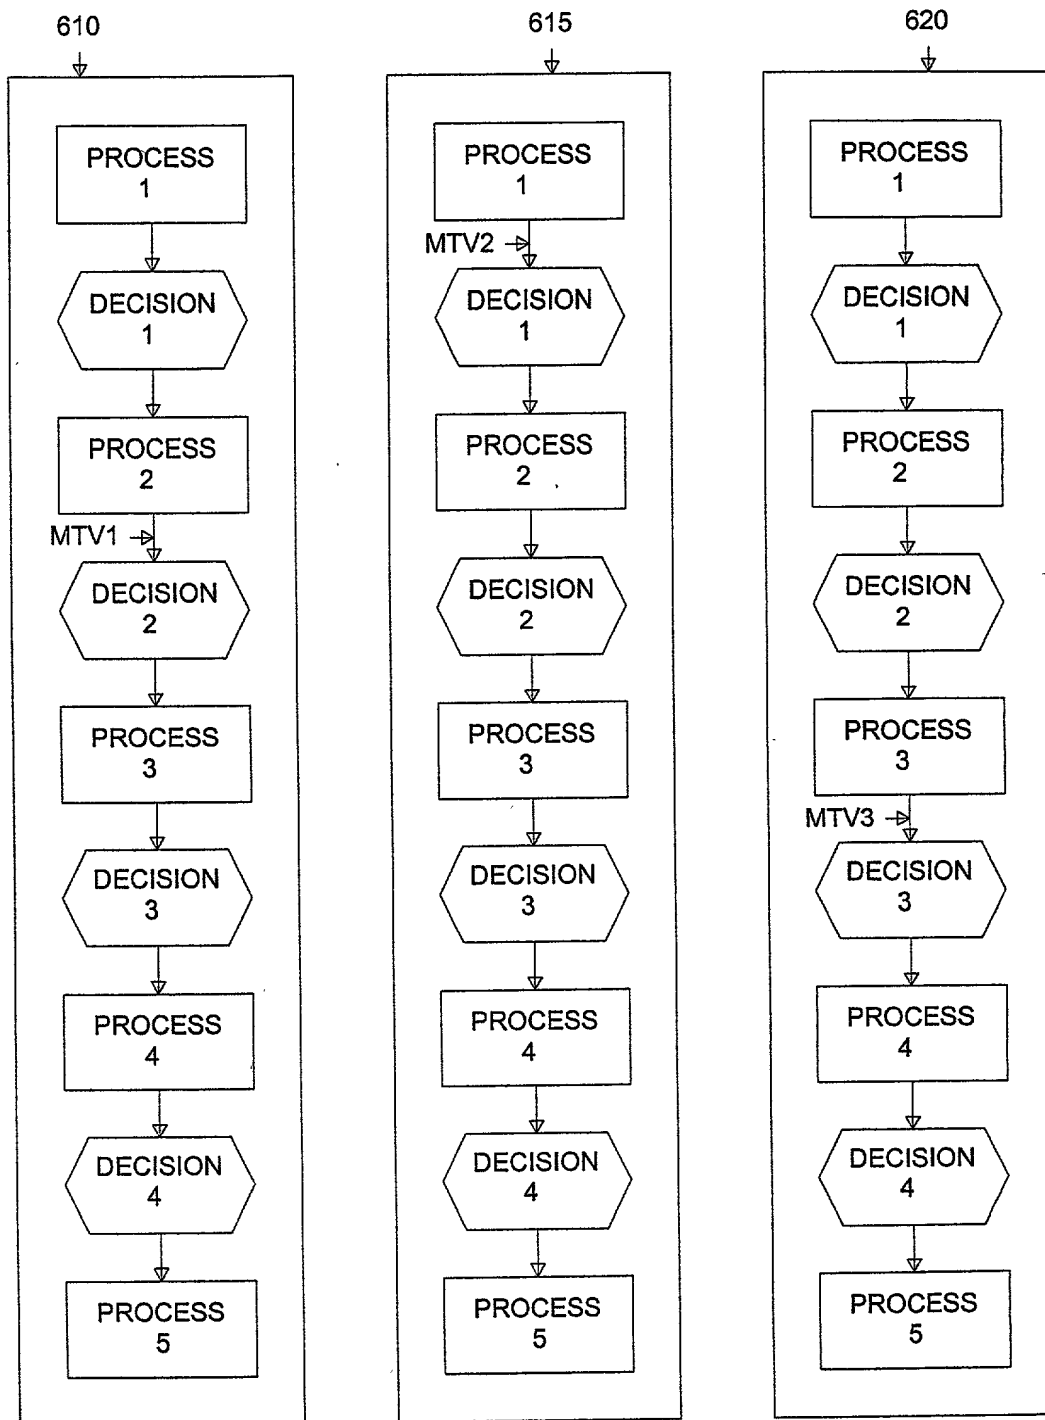 610
PROCESS
1
DECISION
1
PROCESS
2
MTV1
DECISION
2
PROCESS
3
DECISION
3
PROCESS
4
DECISION
4
PROCESS
5
615
PROCESS
1
MTV2
DECISION
1
PROCESS
2
DECISION
2
PROCESS
3
DECISION
3
PROCESS
4
DECISION
4
PROCESS
5
620
PROCESS
1
DECISION
1
PROCESS
2
DECISION
2
PROCESS
3
MTV3
DECISION
3
PROCESS
4
DECISION
4
PROCESS
5